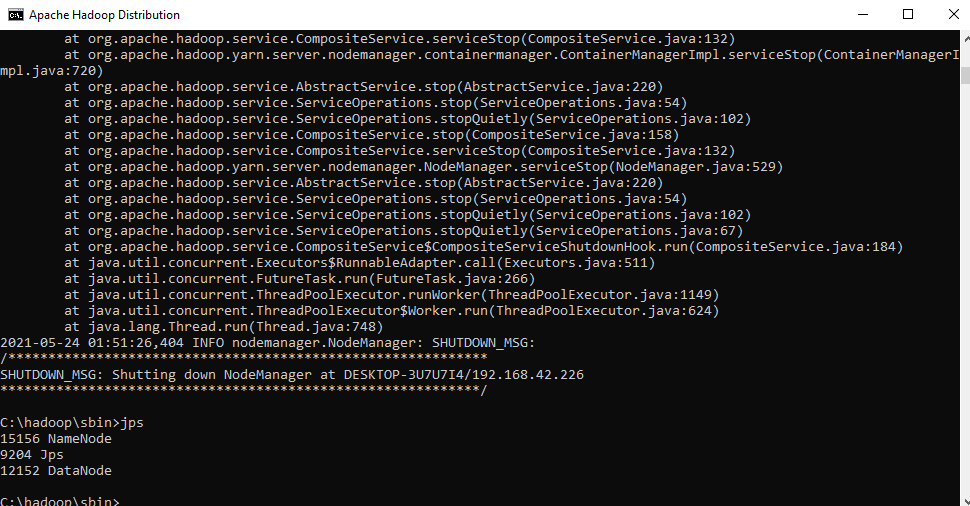 Apache Hadoop Distribution
at org.apache.hadoop.service.CompositeService.serviceStop(CompositeService.java:132)
at org.apache.hadoop.yarn.server.nodemanager.containermanager.ContainerManagerImpl.serviceStop(ContainerManagerI
mpl.java:720)
at org.apache.hadoop.service.AbstractService.stop(AbstractService.java:220)
at org.apache.hadoop.service.ServiceOperations.stop(ServiceOperations.java:54)
at org.apache.hadoop.service.ServiceOperations.stopQuietly(ServiceOperations.java:102)
at org.apache.hadoop.service.CompositeService.stop(CompositeService.java:158)
at org.apache.hadoop.service.CompositeService.serviceStop(CompositeService.java:132)
at org.apache.hadoop.yarn.server.nodemanager.NodeManager.serviceStop(NodeManager.java:529)
at org.apache.hadoop.service.AbstractService.stop(AbstractService.java:220)
at org.apache.hadoop.service.ServiceOperations.stop(ServiceOperations.java:54)
at org.apache.hadoop.service.ServiceOperations.stopQuietly(ServiceOperations.java:102)
at org.apache.hadoop.service.ServiceOperations.stopQuietly(ServiceOperations.java:67)
at org.apache.hadoop.service.CompositeService$CompositeServiceShutdownHook.run(CompositeService.java:184)
at java.util.concurrent.Executors$RunnableAdapter.call(Executors.java:511)
at java.util.concurrent.FutureTask.run(FutureTask.java:266)
at java.util.concurrent.ThreadPoolExecutor.runWorker(ThreadPoolExecutor.java:1149)
at java.util.concurrent.ThreadPoolExecutor$Worker.run(ThreadPoolExecutor.java:624)
at java.lang.Thread.run(Thread.java:748)
2021-05-24 01:51:26,404 INFO nodemanager.NodeManager: SHUTDOWN_MSG:
/************************************************************
SHUTDOWN_MSG: Shutting down NodeManager at DESKTOP-3U7U7I4/192.168.42.226
************************************************************/
C:\hadoop\sbin>jps
15156 NameNode
9204 Jps
12152 DataNode
C:\hadoop\sbin>